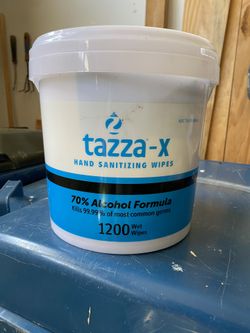 tazza-x
HAND SANITIZING WIPES
70% Alcohol Formula
Kills 99.99% of most common germs
1200 Wet
Wipes